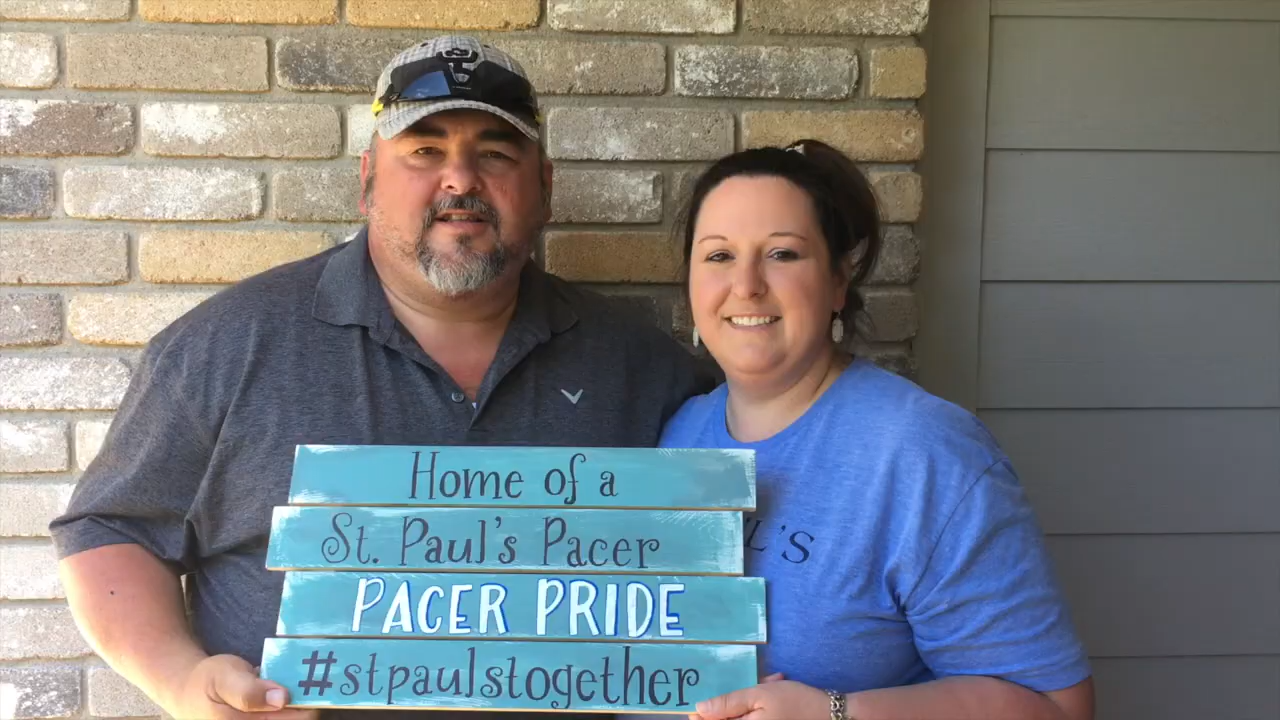 Home of a
St. Paul's Pacer
PACER PRIDE
#stpaulstogether
L'S